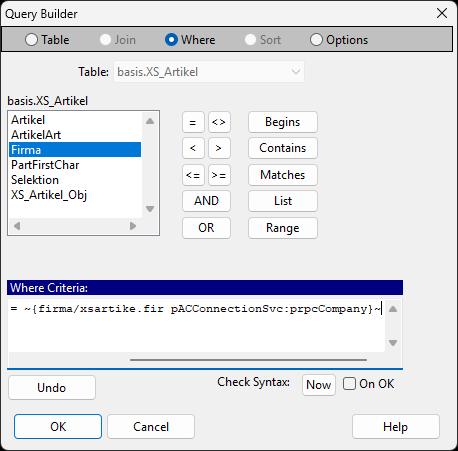 Query Builder
Table Join Where Sort Options
Table: basis.XS_Artikel
basis.XS_Artikel
Artikel
ArtikelArt
Firma
PartFirstChar
Selektion
XS_Artikel_Obj
= <> Begins
< > Contains
<= >= Matches
AND List
OR Range
Where Criteria:
= ~{firma/xsartike.fir pACConnectionSvc:prpcCompany}~
Undo
Check Syntax: Now On OK
OK Cancel Help